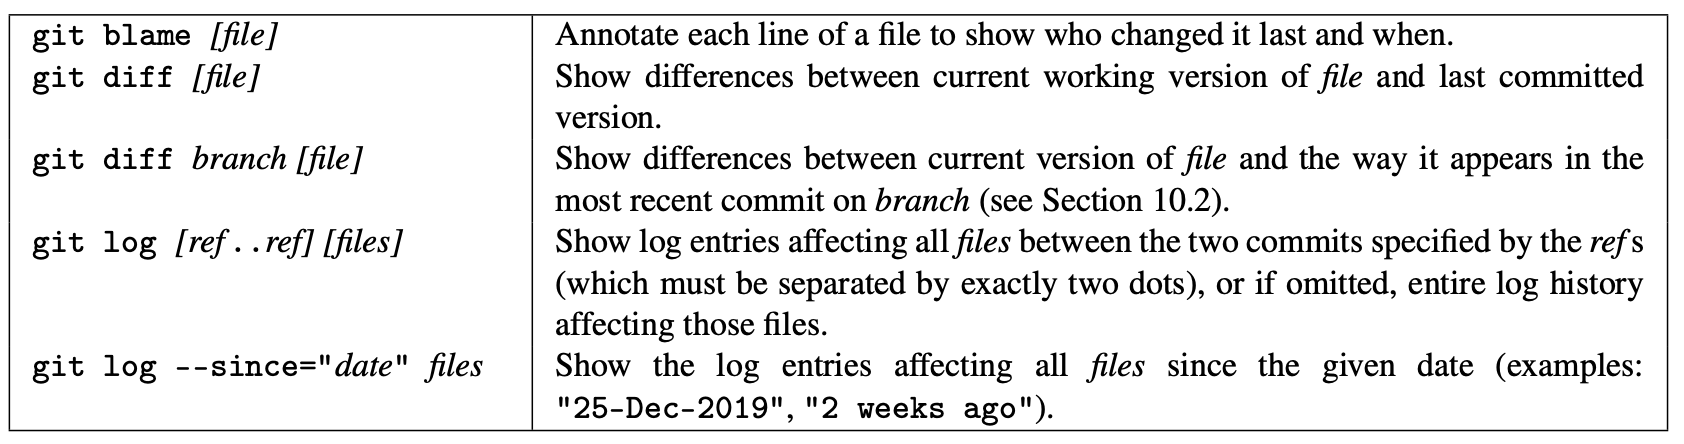 git blame [file] Annotate each line of a file to show who changed it last and when.
git diff [file] Show differences between current working version of file and last committed
version.
git diff branch [file] Show differences between current version of file and the way it appears in the
most recent commit on branch (see Section 10.2).
git log [ref..ref] [files] Show log entries affecting all files between the two commits specified by the refs
(which must be separated by exactly two dots), or if omitted, entire log history
affecting those files.
git log --since="date" files Show the log entries affecting all files since the given date (examples:
"25-Dec-2019", "2 weeks ago").